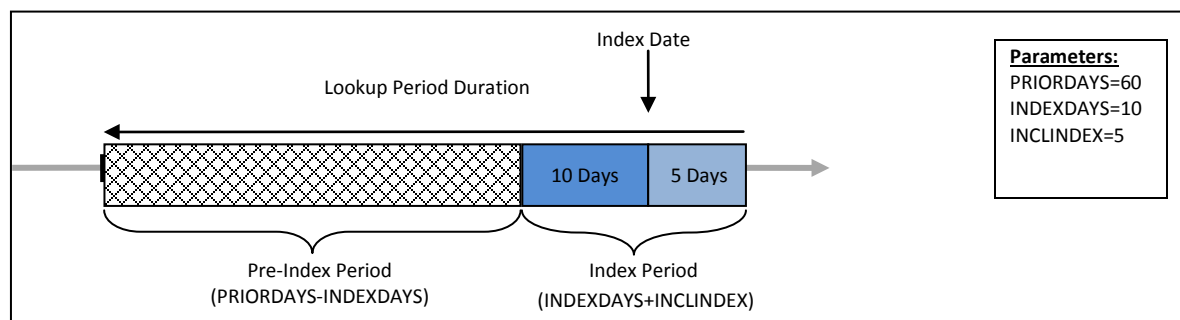 Index Date
Lookup Period Duration
10 Days
5 Days
Pre-Index Period
(PRIORDAYS-INDEXDAYS)
Index Period
(INDEXDAYS+INCLINDEX)
Parameters:
PRIORDAYS=60
INDEXDAYS=10
INCLINDEX=5